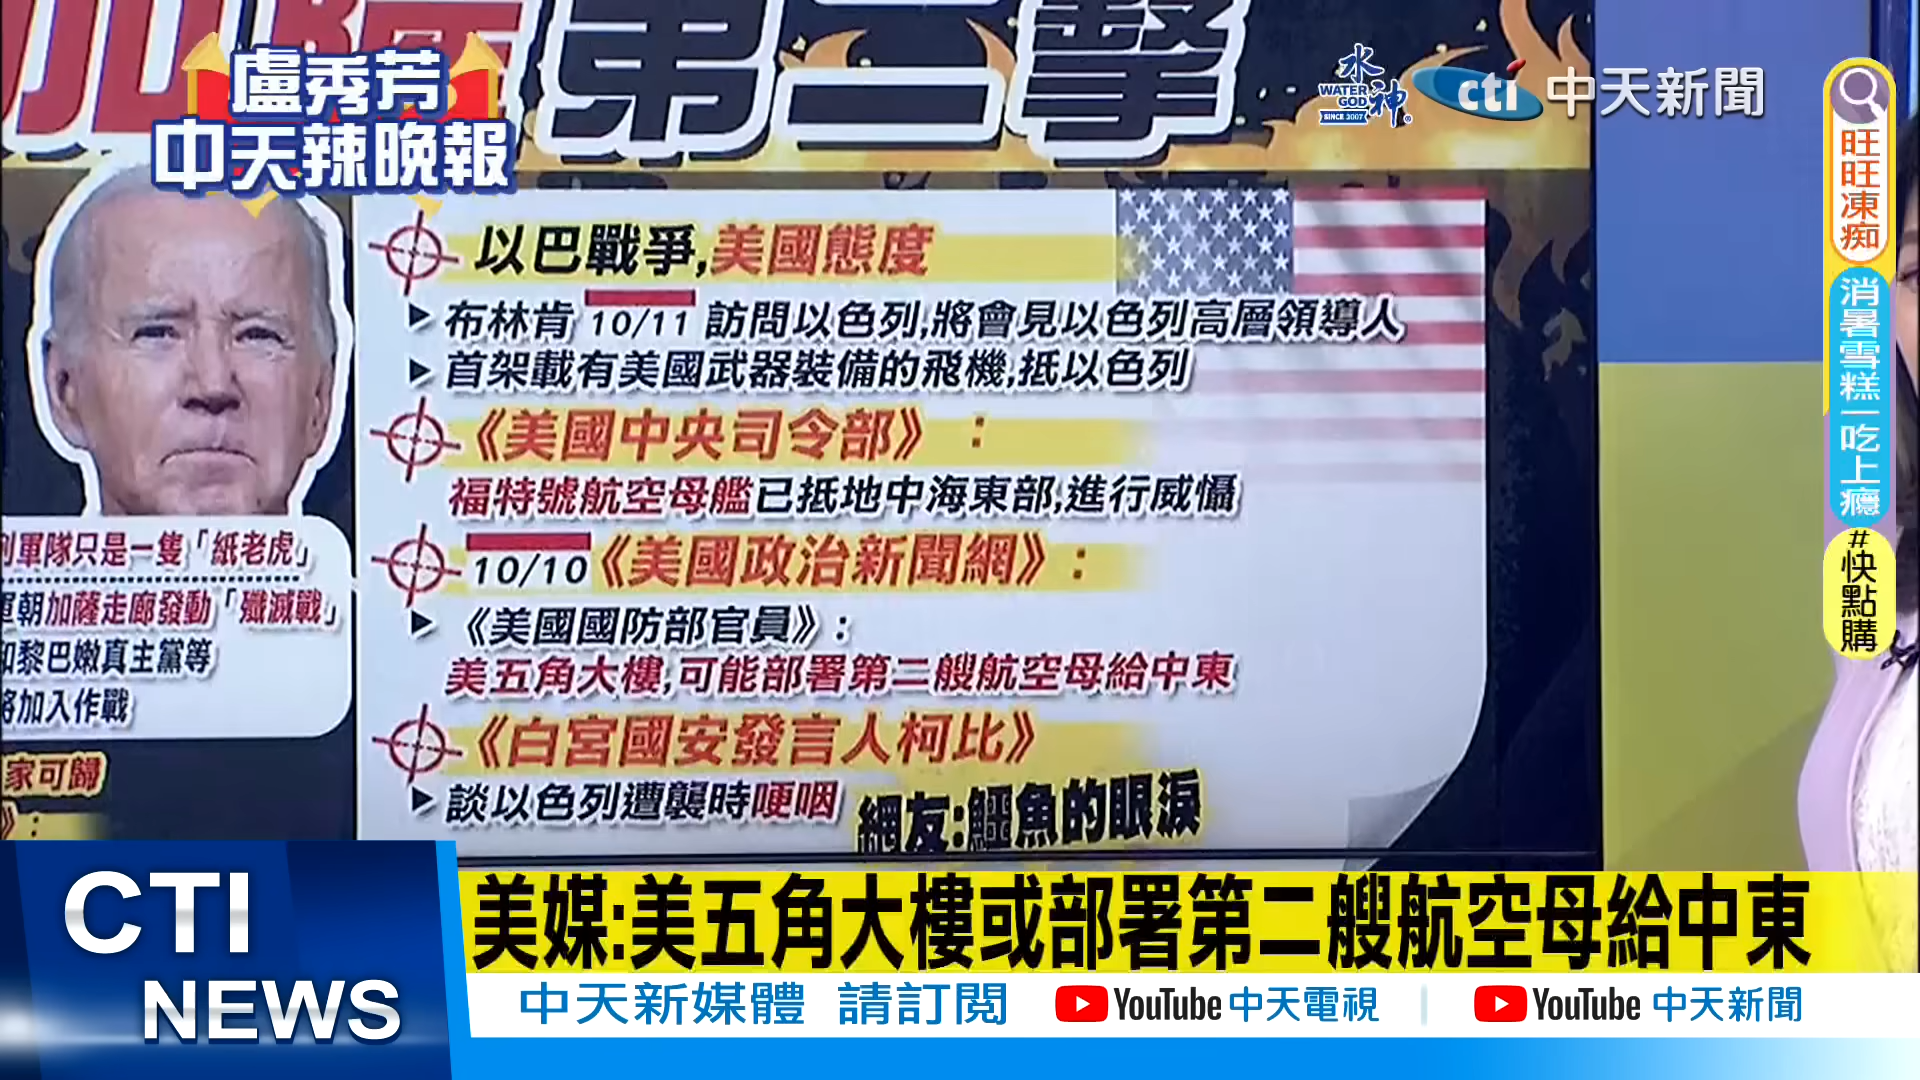 第二擊
盧秀芳
中天辣晚報
水神
WATER GOD
SINCE 2007
cti 中天新聞
旺旺凍痴
消暑雪糕一吃上癮
#快點購
以巴戰爭,美國態度
布林肯 10/11 訪問以色列,將會見以色列高層領導人
首架載有美國武器裝備的飛機,抵以色列
《美國中央司令部》:
福特號航空母艦已抵地中海東部,進行威懾
10/10《美國政治新聞網》:
《美國國防部官員》:
美五角大樓,可能部署第二艘航空母給中東
《白宮國安發言人柯比》
談以色列遭襲時哽咽
網友:鱷魚的眼淚
軍隊只是一隻「紙老虎」
朝加薩走廊發動「殲滅戰」
黎巴嫩真主黨等
將加入作戰
家可歸
》:
CTI
NEWS
美媒:美五角大樓或部署第二艘航空母給中東
中天新媒體 請訂閱 YouTube 中天電視 | YouTube 中天新聞